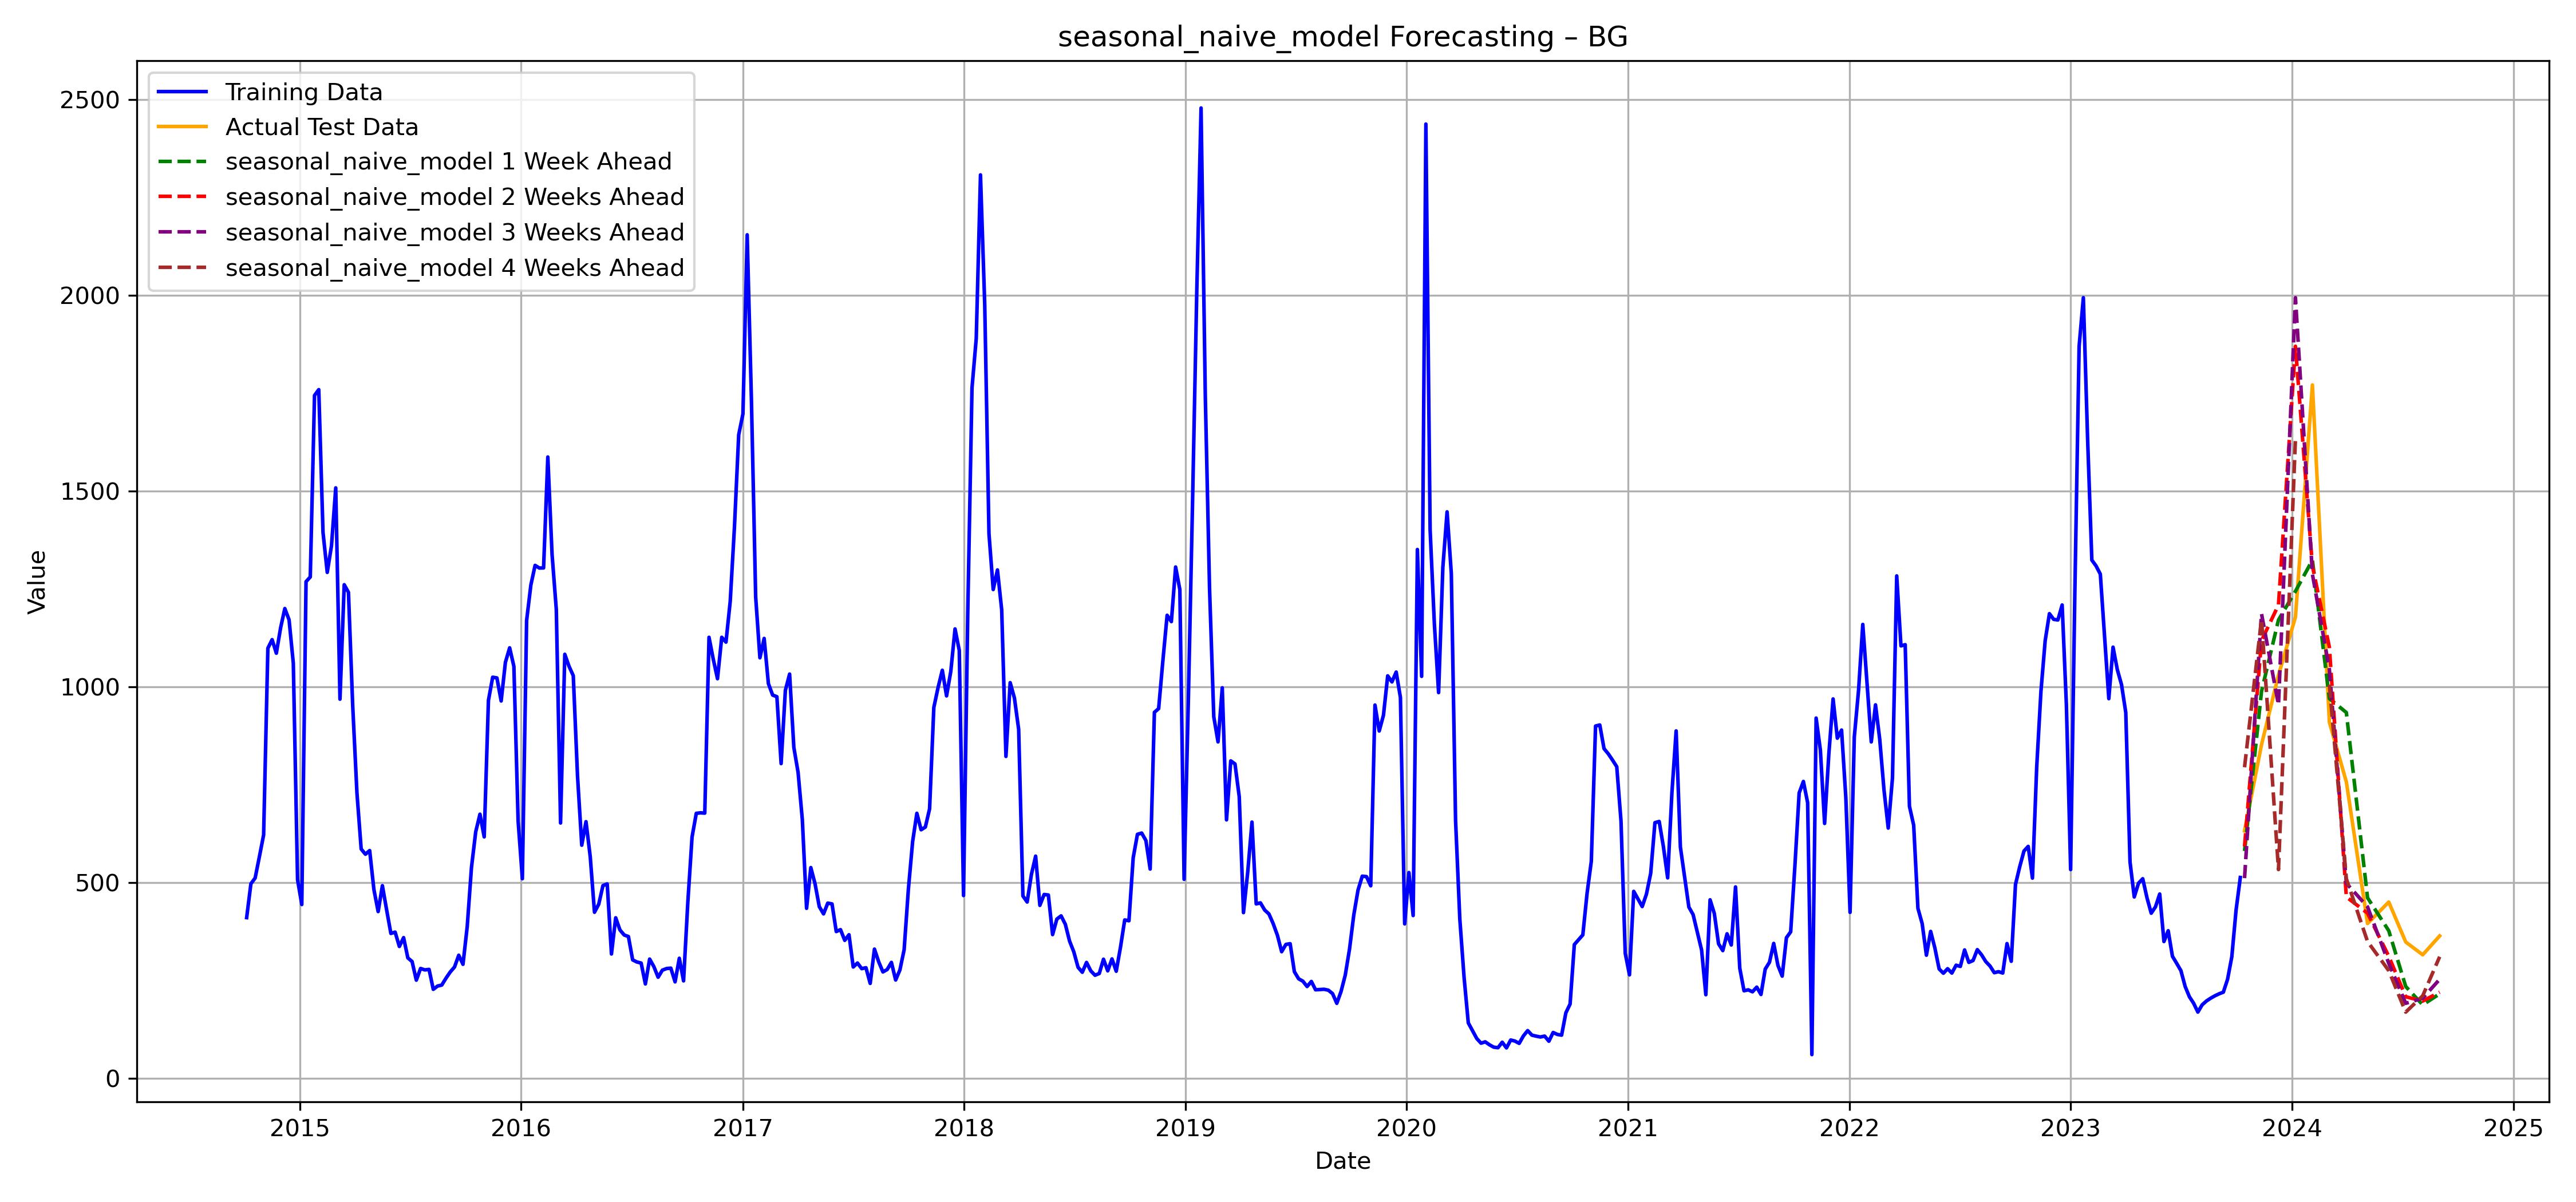 seasonal_naive_model Forecasting – BG
Training Data
Actual Test Data
seasonal_naive_model 1 Week Ahead
seasonal_naive_model 2 Weeks Ahead
seasonal_naive_model 3 Weeks Ahead
seasonal_naive_model 4 Weeks Ahead
2500
2000
1500
1000
500
0
Value
2015 2016 2017 2018 2019 2020 2021 2022 2023 2024 2025
Date